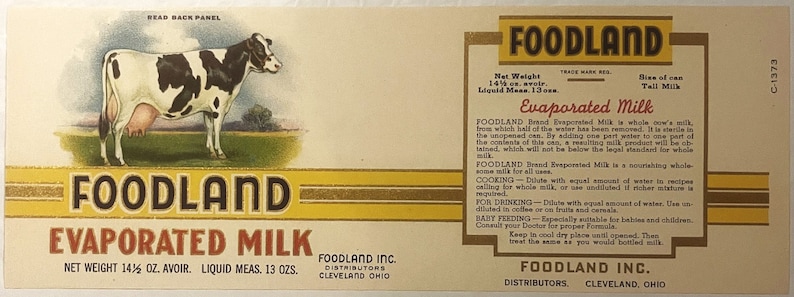 READ BACK PANEL
FOODLAND
EVAPORATED MILK
NET WEIGHT 14½ OZ. AVOIR. LIQUID MEAS. 13 OZS.
FOODLAND INC.
DISTRIBUTORS
CLEVELAND OHIO
FOODLAND
TRADE MARK REG.
Net Weight
14½ oz. avoir.
Liquid Meas. 13 ozs.
Size of can
Tall Milk
Evaporated Milk
FOODLAND Brand Evaporated Milk is whole cow's milk,
from which half of the water has been removed. It is sterile in
the unopened can. By adding one part water to one part of
the contents of this can, a resulting milk product will be ob-
tained, which will not be below the legal standard for whole
milk.
FOODLAND Brand Evaporated Milk is a nourishing whole-
some milk for all uses.
COOKING — Dilute with equal amount of water in recipes
calling for whole milk, or use undiluted if richer mixture is
required.
FOR DRINKING — Dilute with equal amount of water. Use un-
diluted in coffee or on fruits and cereals.
BABY FEEDING — Especially suitable for babies and children.
Consult your Doctor for proper Formula.
Keep in cool dry place until opened. Then
treat the same as you would bottled milk.
FOODLAND INC.
DISTRIBUTORS. CLEVELAND, OHIO
C-1373